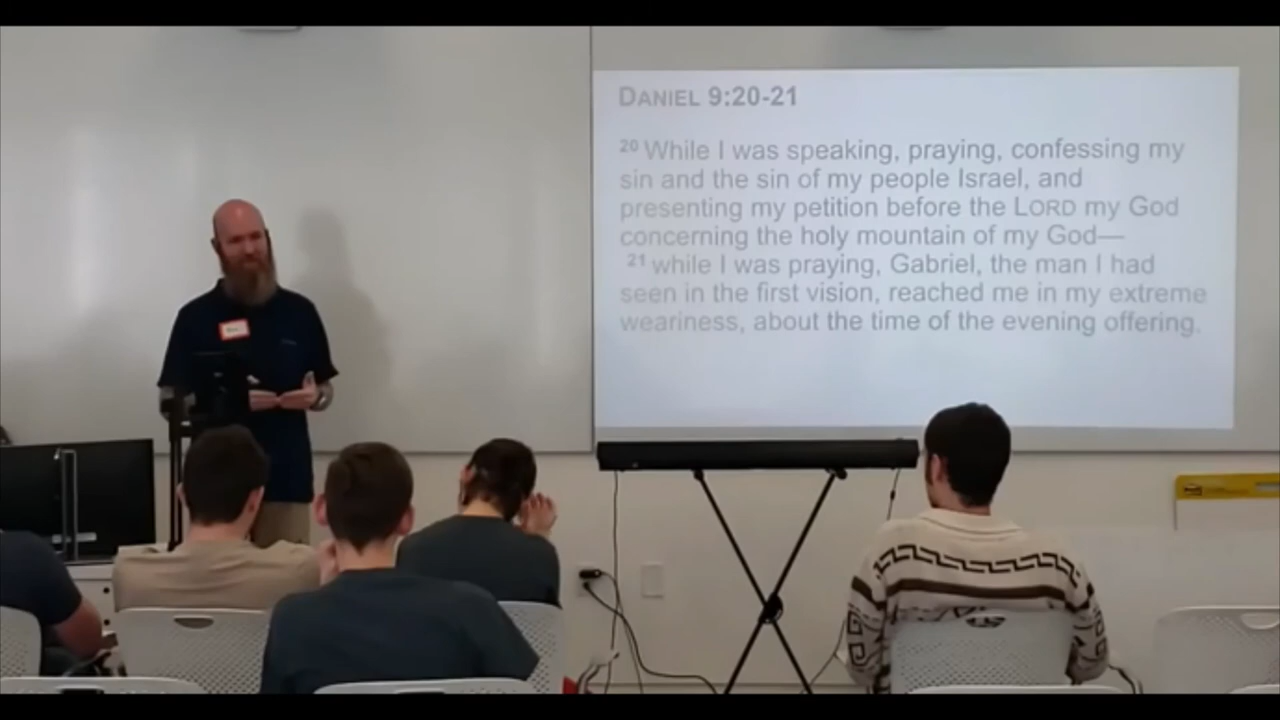 DANIEL 9:20-21
20 While I was speaking, praying, confessing my
sin and the sin of my people Israel, and
presenting my petition before the LORD my God
concerning the holy mountain of my God—
21 while I was praying, Gabriel, the man I had
seen in the first vision, reached me in my extreme
weariness, about the time of the evening offering.